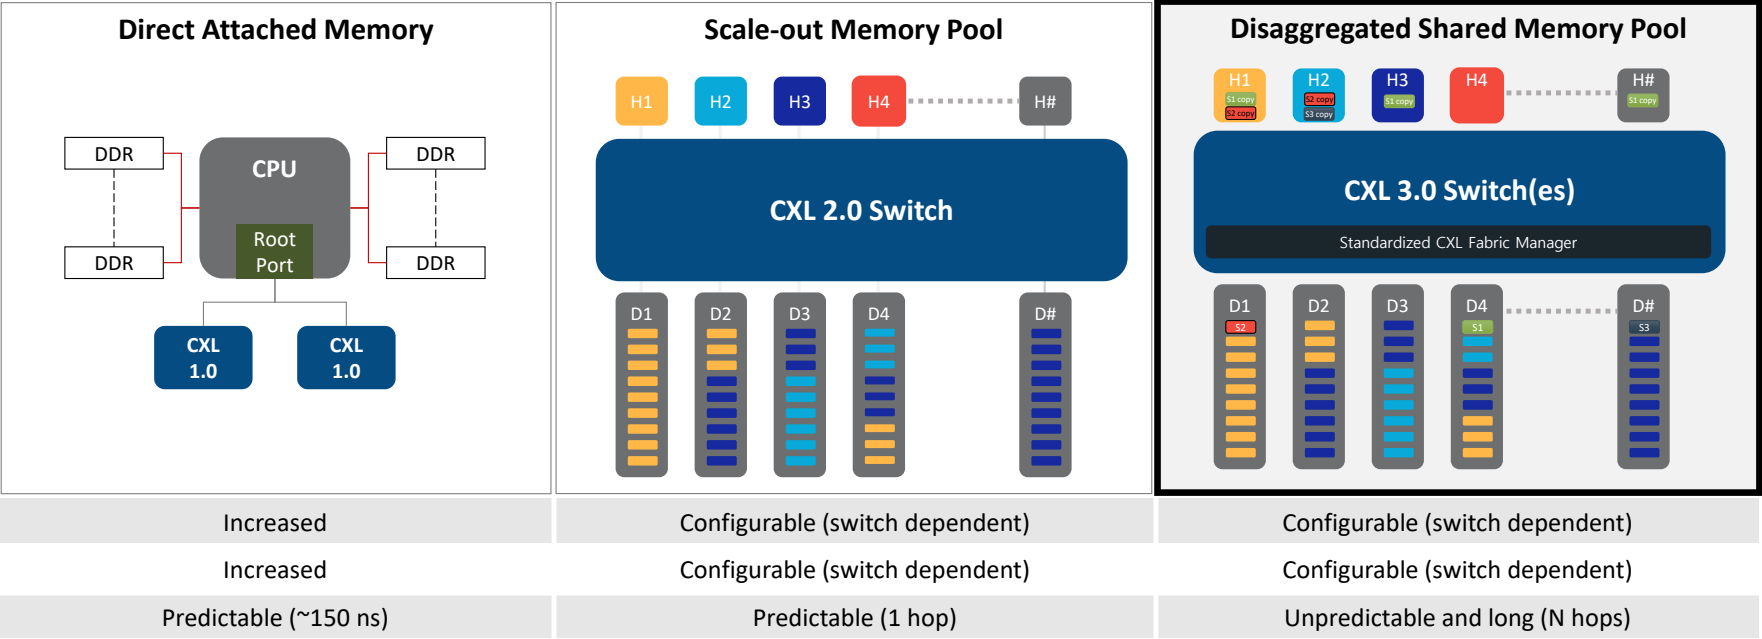 Direct Attached Memory
DDR
DDR
CPU
Root
Port
DDR
DDR
CXL
1.0
CXL
1.0
Scale-out Memory Pool
H1 H2 H3 H4 H#
CXL 2.0 Switch
D1 D2 D3 D4 D#
Disaggregated Shared Memory Pool
H1 H2 H3 H4 H#
S1 copy S2 copy S1 copy S1 copy
S2 copy S3 copy
CXL 3.0 Switch(es)
Standardized CXL Fabric Manager
D1 D2 D3 D4 D#
S2 S1 S3
Increased Configurable (switch dependent) Configurable (switch dependent)
Increased Configurable (switch dependent) Configurable (switch dependent)
Predictable (~150 ns) Predictable (1 hop) Unpredictable and long (N hops)